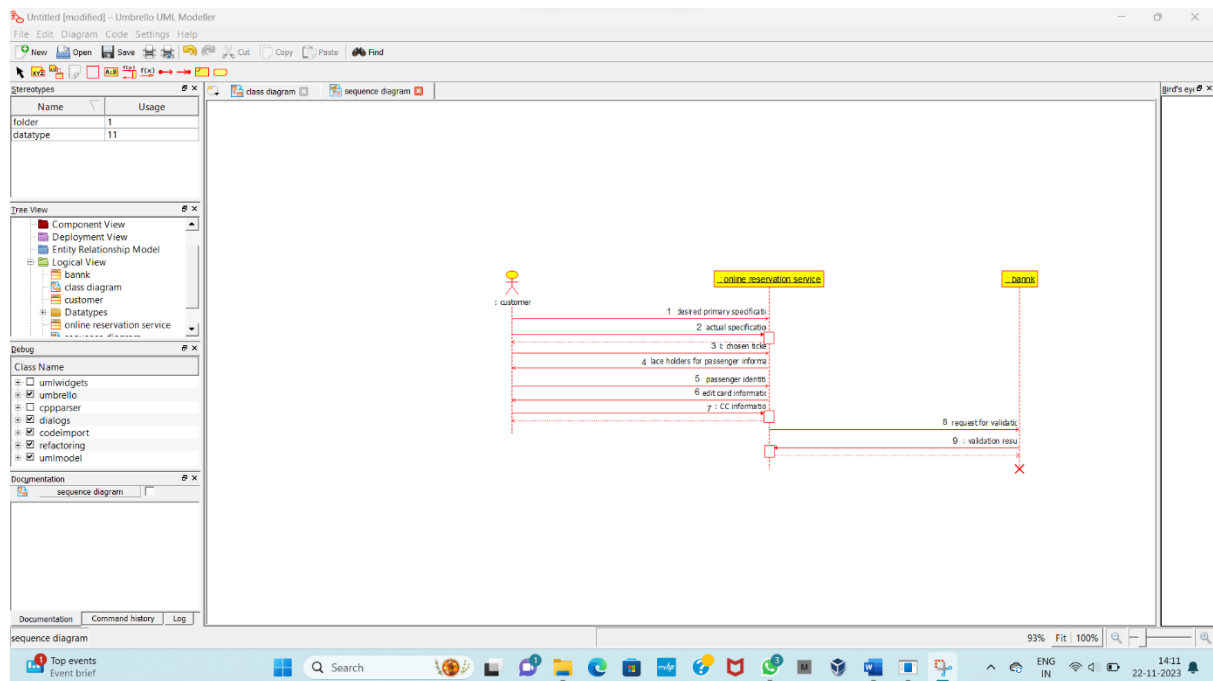 Untitled [modified] – Umbrello UML Modeller
File Edit Diagram Code Settings Help
New Open Save Cut Copy Paste Find
Stereotypes
class diagram sequence diagram
Bird's eye
Name Usage
folder 1
datatype 11
Tree View
Component View
Deployment View
Entity Relationship Model
Logical View
bannk
class diagram
customer
Datatypes
online reservation service
sequence diagram
: customer
: online reservation service
: bannk
1 desired primary specificatic
2 actual specificatio
3 t: chosen ticke
4 lace holders for passenger informa
5 passenger identiti
6 edit card informatic
7 : CC informatio
8 request for validatic
9 : validation resu
Debug
Class Name
umlwidgets
umbrello
cppparser
dialogs
codeimport
refactoring
umlmodel
Documentation
sequence diagram
Documentation Command history Log
sequence diagram
93% Fit 100%
Top events
Event brief
Search
ENG
IN
14:11
22-11-2023